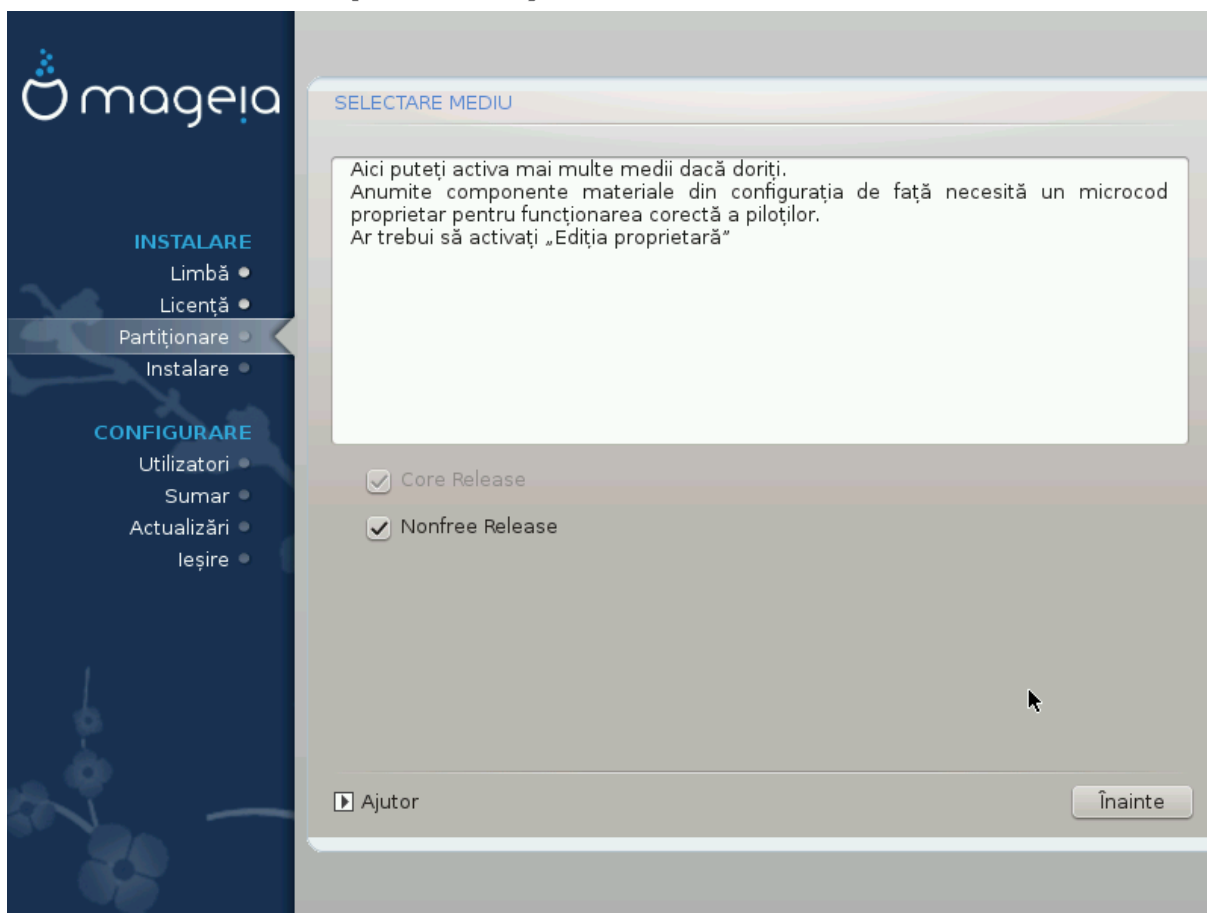 mageia
INSTALARE
Limbă
Licență
Partiționare
Instalare
CONFIGURARE
Utilizatori
Sumar
Actualizări
Ieșire
SELECTARE MEDIU
Aici puteți activa mai multe medii dacă doriți.
Anumite componente materiale din configurația de față necesită un microcod
proprietar pentru funcționarea corectă a piloților.
Ar trebui să activați „Ediția proprietară”
Core Release
Nonfree Release
Ajutor
Înainte